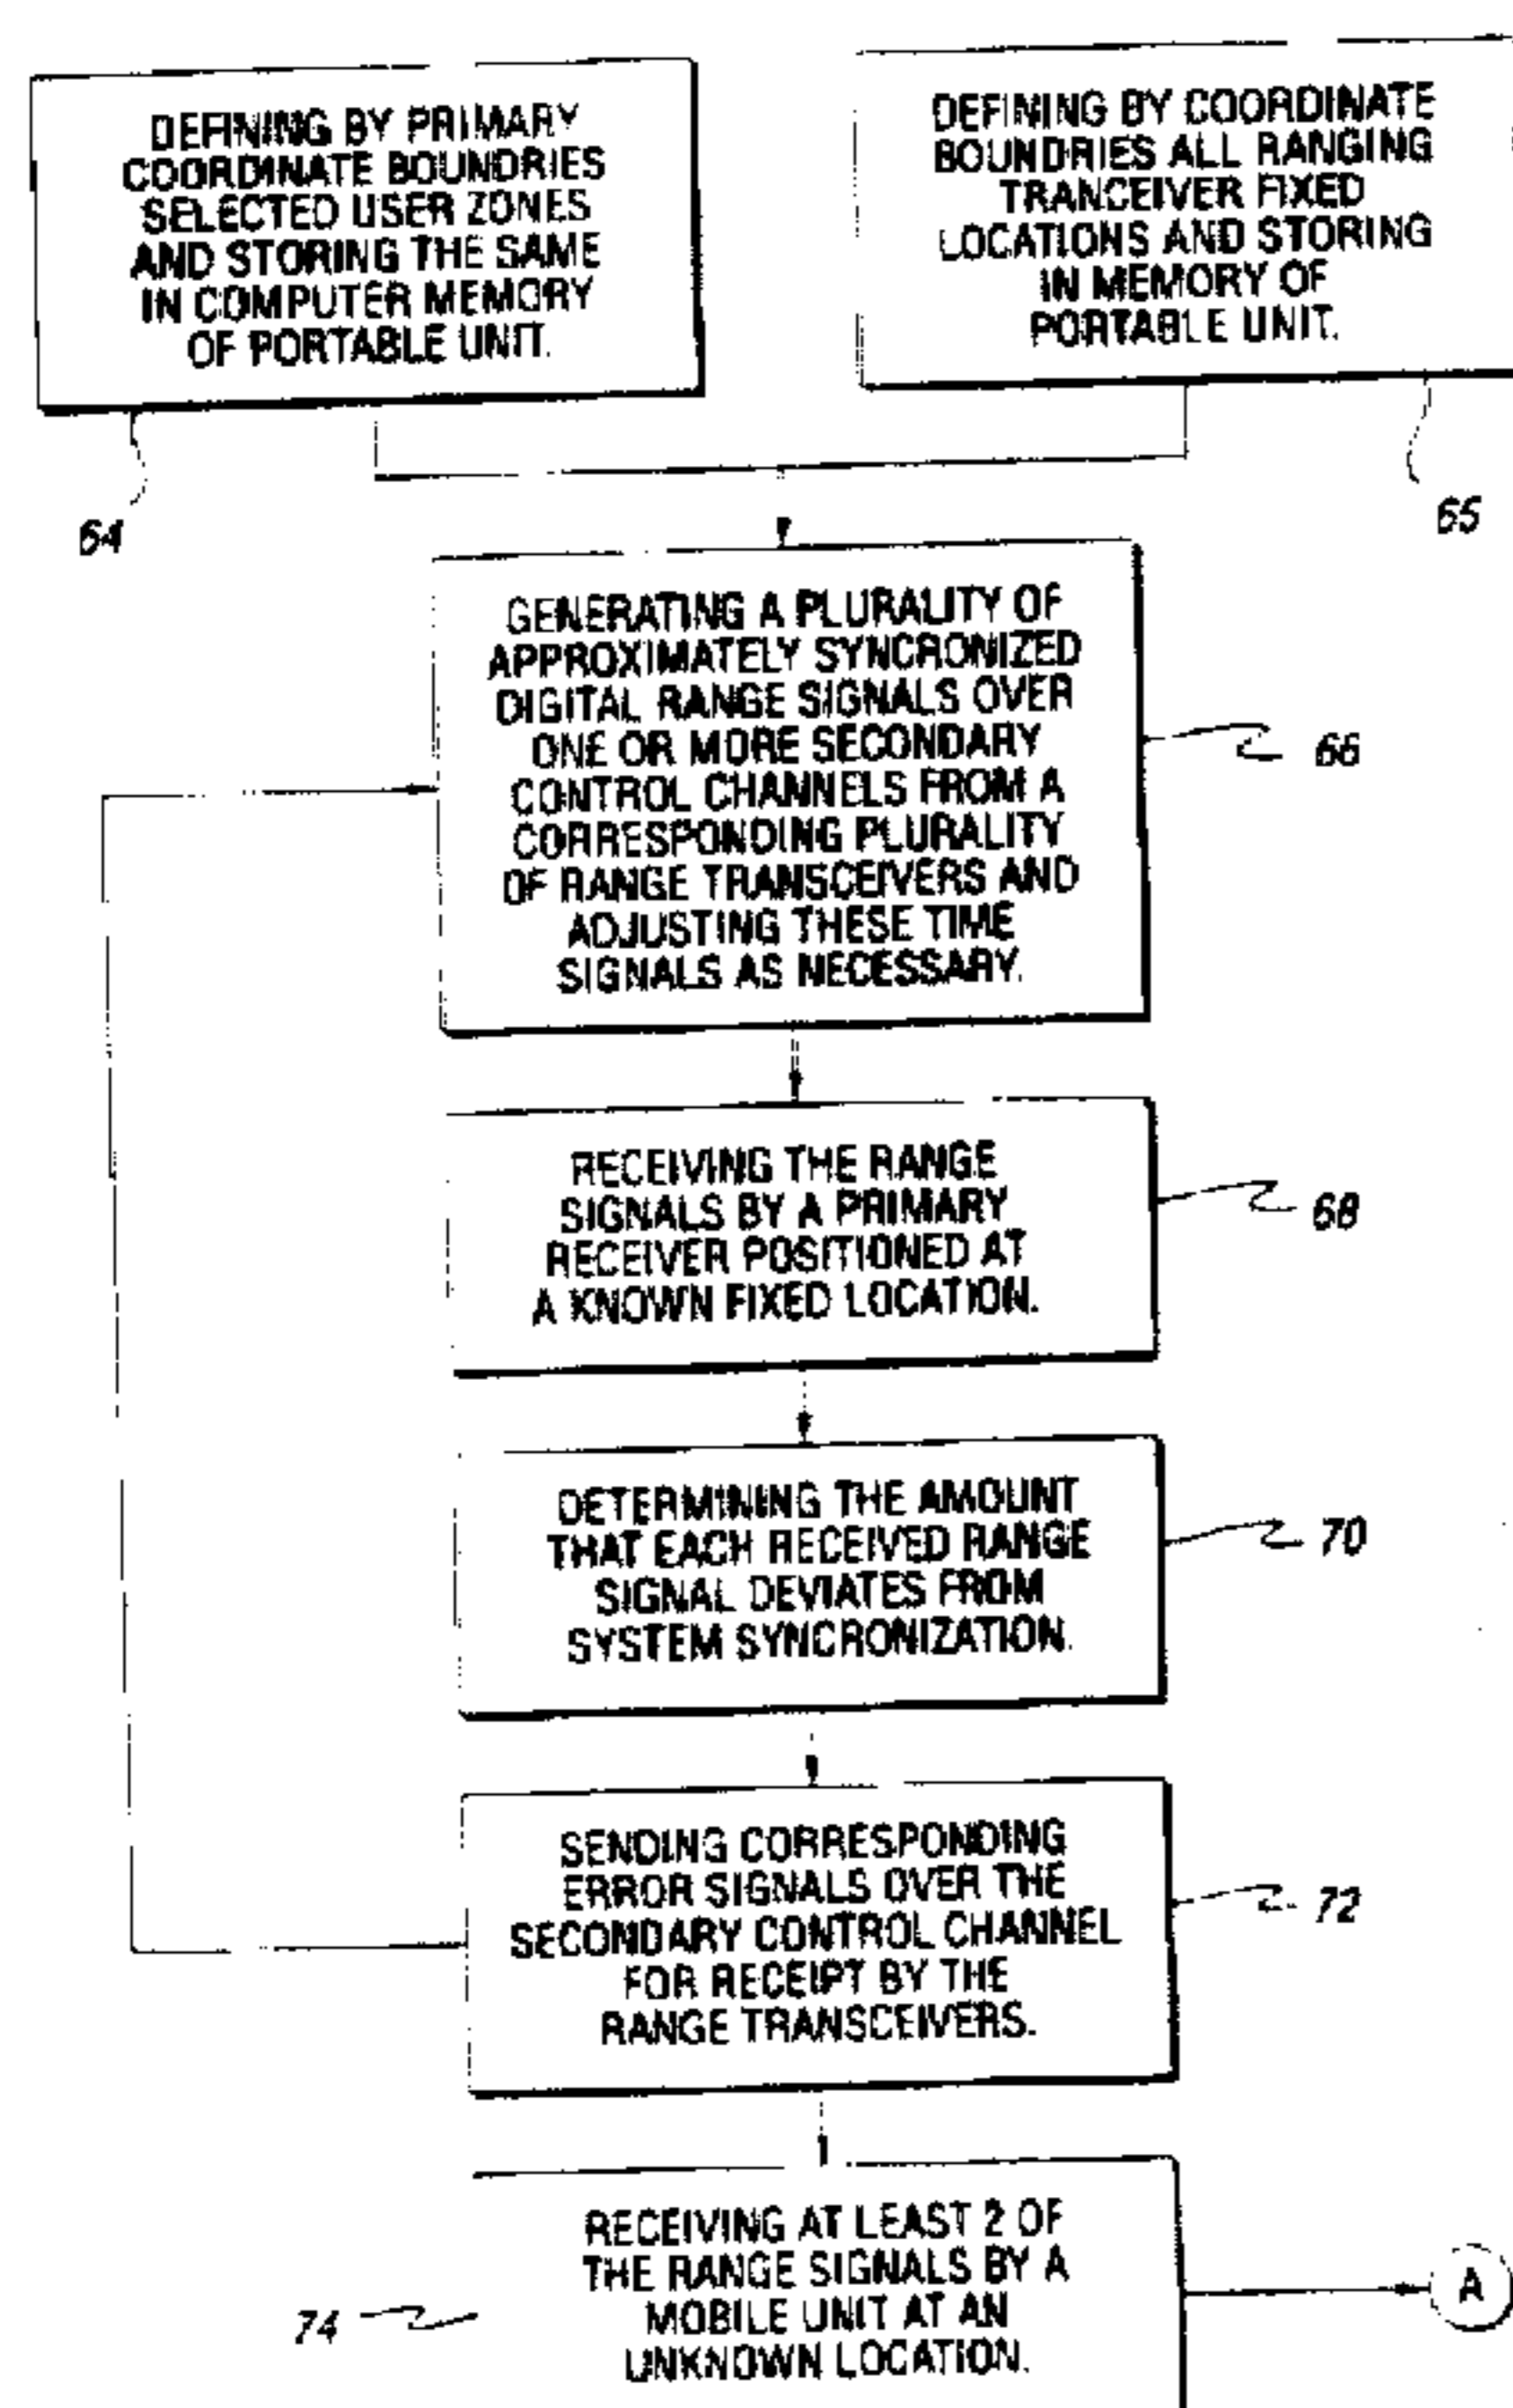 DEFINING BY PRIMARY
COORDINATE BOUNDRIES
SELECTED USER ZONES
AND STORING THE SAME
IN COMPUTER MEMORY
OF PORTABLE UNIT.
64
DEFINING BY COORDINATE
BOUNDRIES ALL RANGING
TRANCEIVER FIXED
LOCATIONS AND STORING
IN MEMORY OF
PORTABLE UNIT.
65
GENERATING A PLURALITY OF
APPROXIMATELY SYNCRONIZED
DIGITAL RANGE SIGNALS OVER
ONE OR MORE SECONDARY
CONTROL CHANNELS FROM A
CORRESPONDING PLURALITY
OF RANGE TRANSCEIVERS AND
ADJUSTING THESE TIME
SIGNALS AS NECESSARY.
66
RECEIVING THE RANGE
SIGNALS BY A PRIMARY
RECEIVER POSITIONED AT
A KNOWN FIXED LOCATION.
68
DETERMINING THE AMOUNT
THAT EACH RECEIVED RANGE
SIGNAL DEVIATES FROM
SYSTEM SYNCRONIZATION.
70
SENDING CORRESPONDING
ERROR SIGNALS OVER THE
SECONDARY CONTROL CHANNEL
FOR RECEIPT BY THE
RANGE TRANSCEIVERS.
72
RECEIVING AT LEAST 2 OF
THE RANGE SIGNALS BY A
MOBILE UNIT AT AN
UNKNOWN LOCATION.
74
A